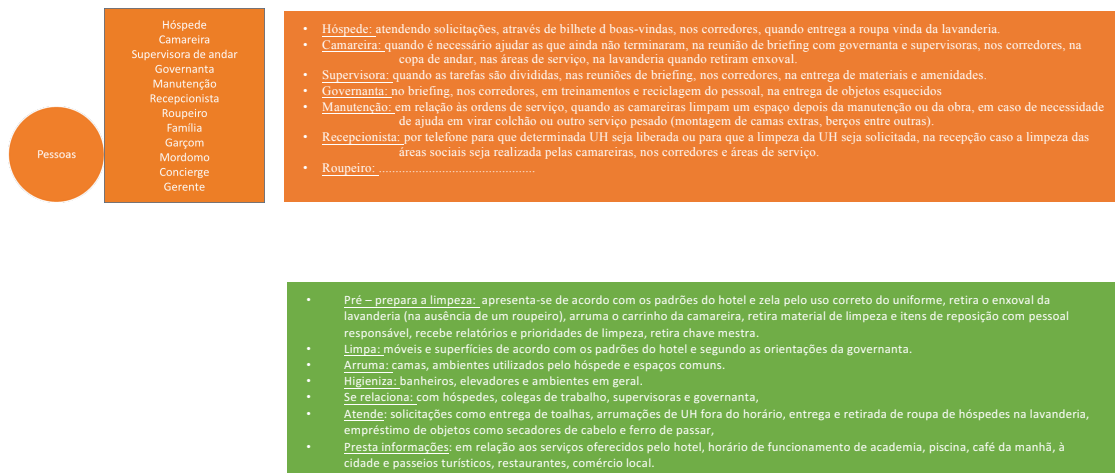 Pessoas
Hóspede
Camareira
Supervisora de andar
Governanta
Manutenção
Recepcionista
Roupeiro
Família
Garçom
Mordomo
Concierge
Gerente
• Hóspede: atendendo solicitações, através de bilhete d boas-vindas, nos corredores, quando entrega a roupa vinda da lavanderia.
• Camareira: quando é necessário ajudar as que ainda não terminaram, na reunião de briefing com governanta e supervisoras, nos corredores, na
copa de andar, nas áreas de serviço, na lavanderia quando retiram enxoval.
• Supervisora: quando as tarefas são divididas, nas reuniões de briefing, nos corredores, na entrega de materiais e amenidades.
• Governanta: no briefing, nos corredores, em treinamentos e reciclagem do pessoal, na entrega de objetos esquecidos
• Manutenção: em relação às ordens de serviço, quando as camareiras limpam um espaço depois da manutenção ou da obra, em caso de necessidade
de ajuda em virar colchão ou outro serviço pesado (montagem de camas extras, berços entre outras).
• Recepcionista: por telefone para que determinada UH seja liberada ou para que a limpeza da UH seja solicitada, na recepção caso a limpeza das
áreas sociais seja realizada pelas camareiras, nos corredores e áreas de serviço.
• Roupeiro: ...............................................
• Pré – prepara a limpeza: apresenta-se de acordo com os padrões do hotel e zela pelo uso correto do uniforme, retira o enxoval da
lavanderia (na ausência de um roupeiro), arruma o carrinho da camareira, retira material de limpeza e itens de reposição com pessoal
responsável, recebe relatórios e prioridades de limpeza, retira chave mestra.
• Limpa: móveis e superfícies de acordo com os padrões do hotel e segundo as orientações da governanta.
• Arruma: camas, ambientes utilizados pelo hóspede e espaços comuns.
• Higieniza: banheiros, elevadores e ambientes em geral.
• Se relaciona: com hóspedes, colegas de trabalho, supervisoras e governanta,
• Atende: solicitações como entrega de toalhas, arrumações de UH fora do horário, entrega e retirada de roupa de hóspedes na lavanderia,
empréstimo de objetos como secadores de cabelo e ferro de passar,
• Presta informações: em relação aos serviços oferecidos pelo hotel, horário de funcionamento de academia, piscina, café da manhã, à
cidade e passeios turísticos, restaurantes, comércio local.